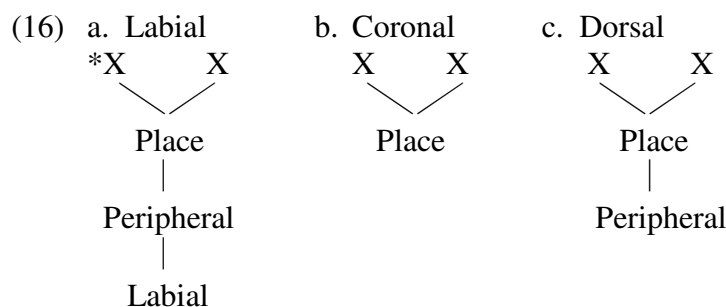 (16) a. Labial b. Coronal c. Dorsal
*X X X X X X
Place Place Place
Peripheral Peripheral
Labial